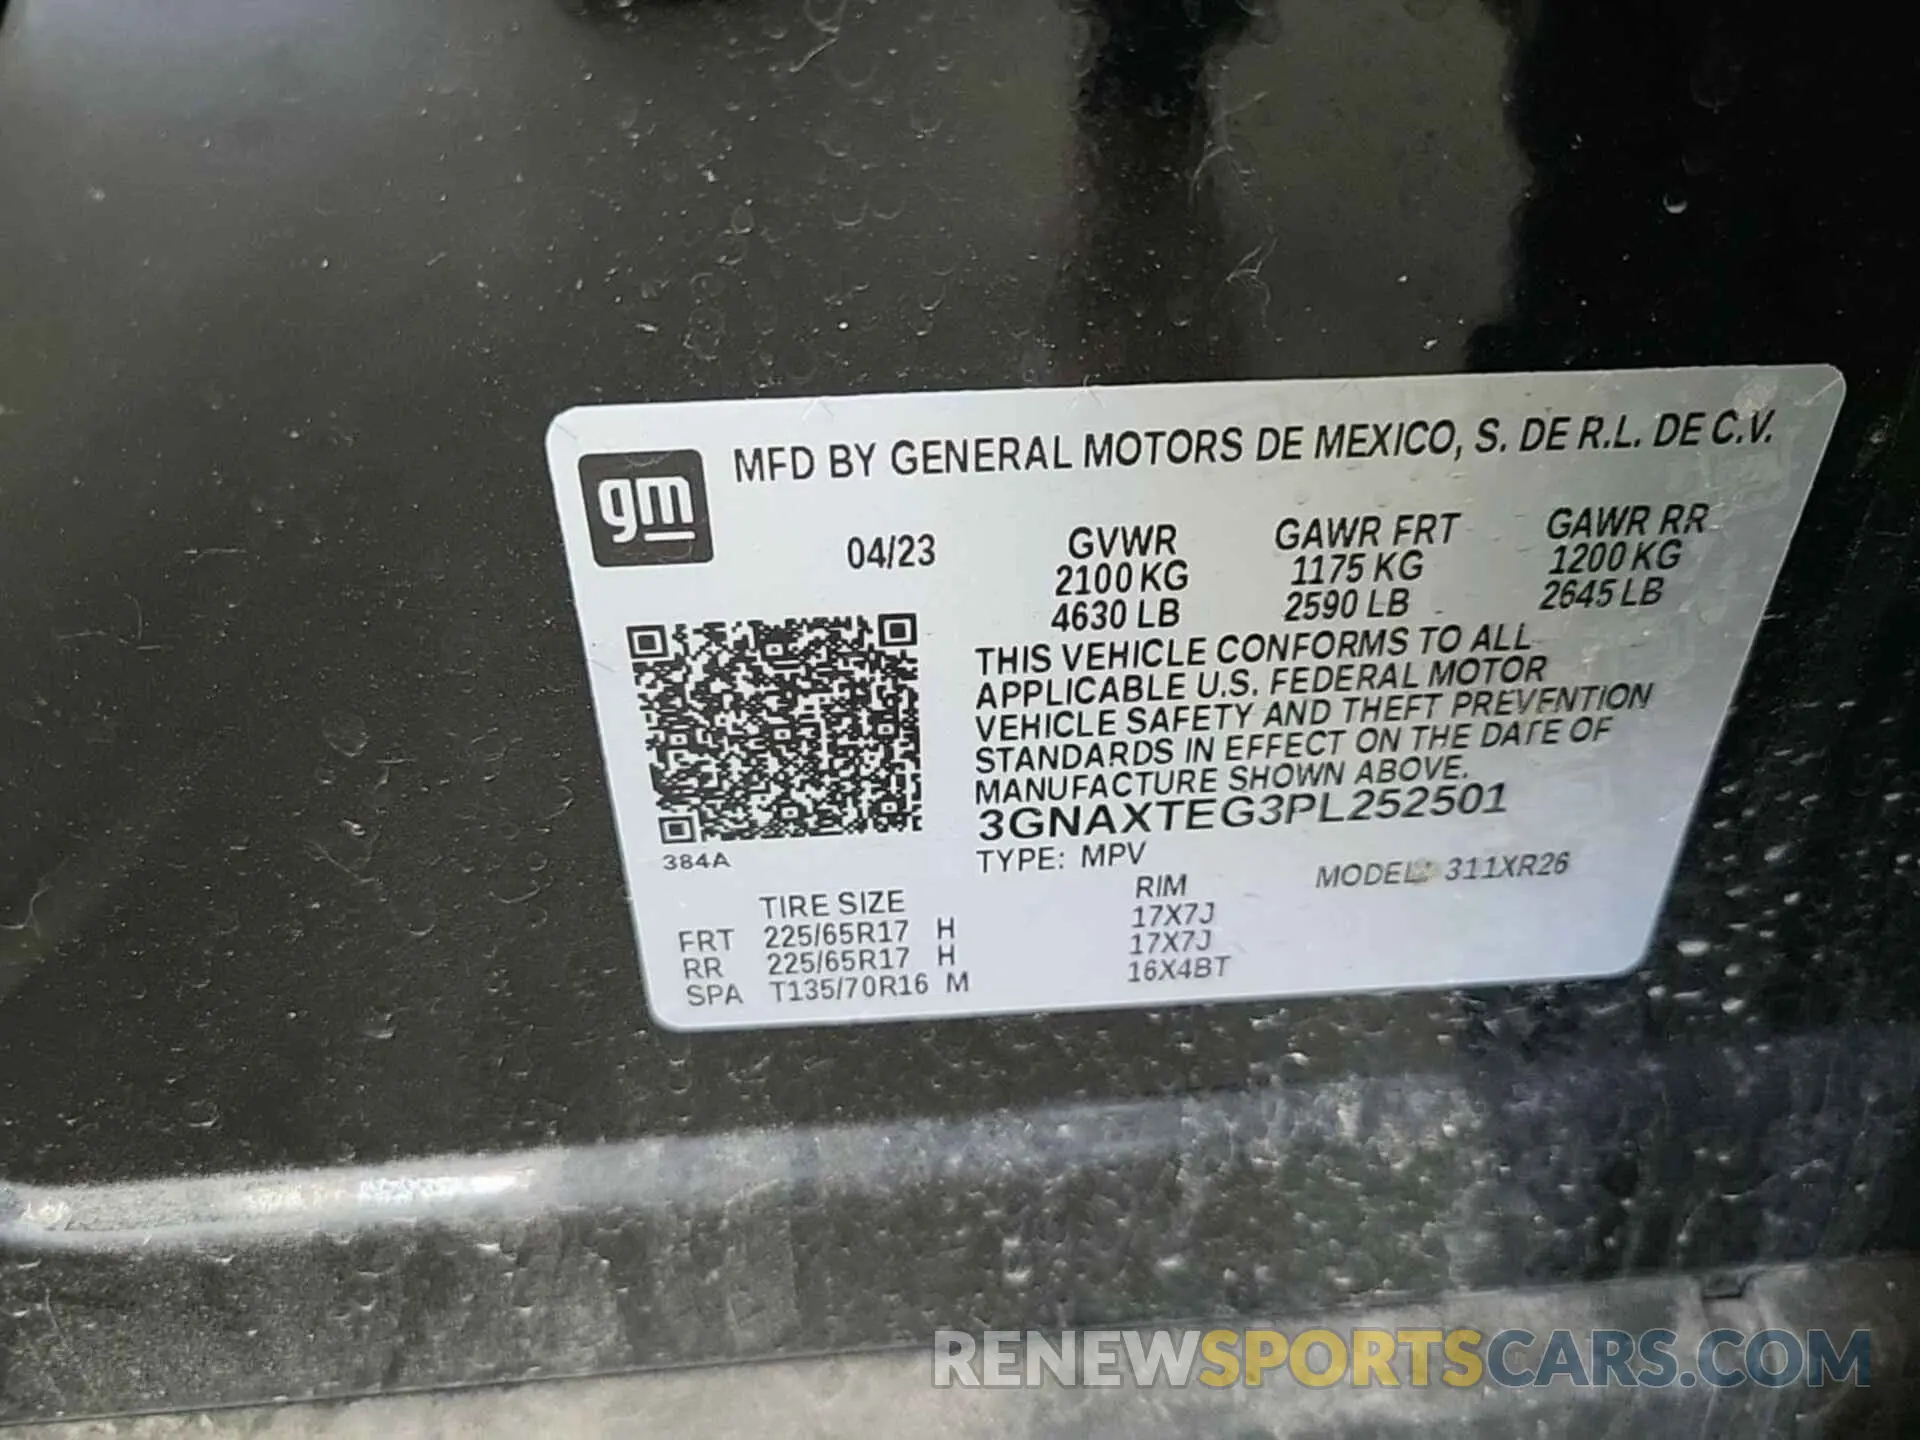 gm
MFD BY GENERAL MOTORS DE MEXICO, S. DE R.L. DE C.V.
04/23 GVWR GAWR FRT GAWR RR
2100 KG 1175 KG 1200 KG
4630 LB 2590 LB 2645 LB
THIS VEHICLE CONFORMS TO ALL
APPLICABLE U.S. FEDERAL MOTOR
VEHICLE SAFETY AND THEFT PREVENTION
STANDARDS IN EFFECT ON THE DATE OF
MANUFACTURE SHOWN ABOVE.
3GNAXTEG3PL252501
384A
TYPE: MPV MODEL: 311XR26
TIRE SIZE RIM
FRT 225/65R17 H 17X7J
RR 225/65R17 H 17X7J
SPA T135/70R16 M 16X4BT
RENEWSPORTSCARS.COM